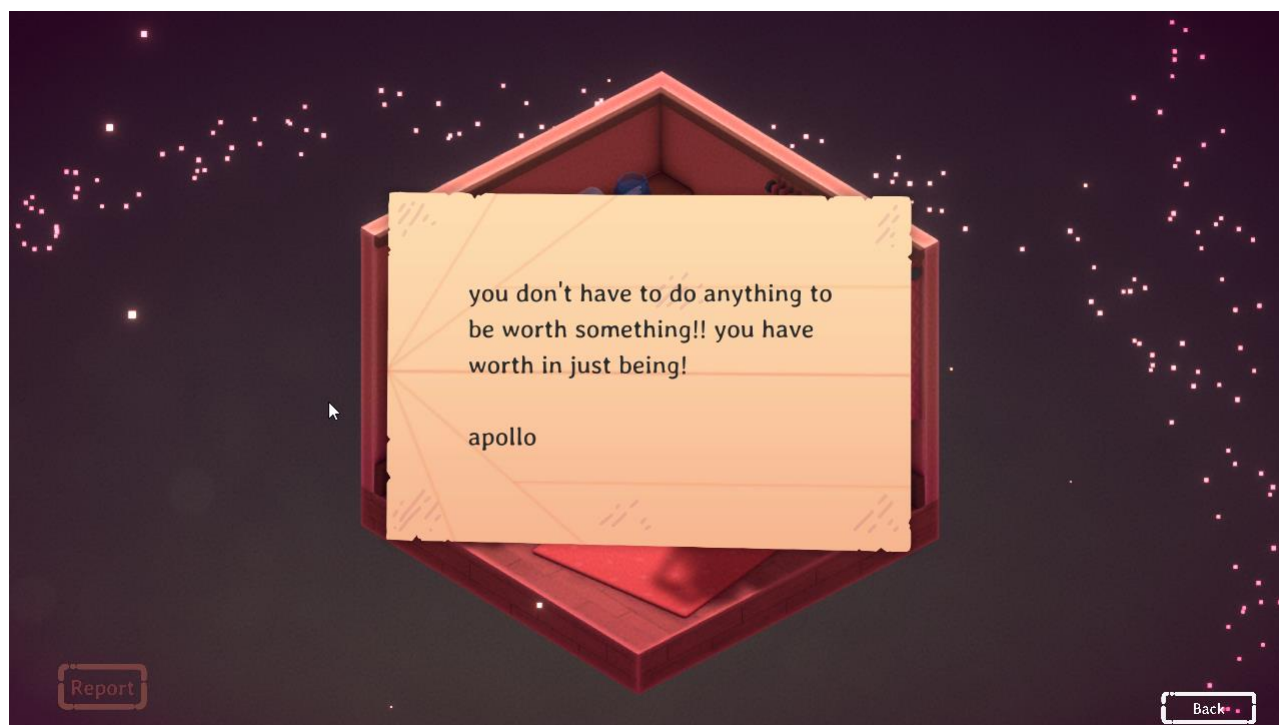 you don't have to do anything to
be worth something!! you have
worth in just being!
apollo
Report
Back